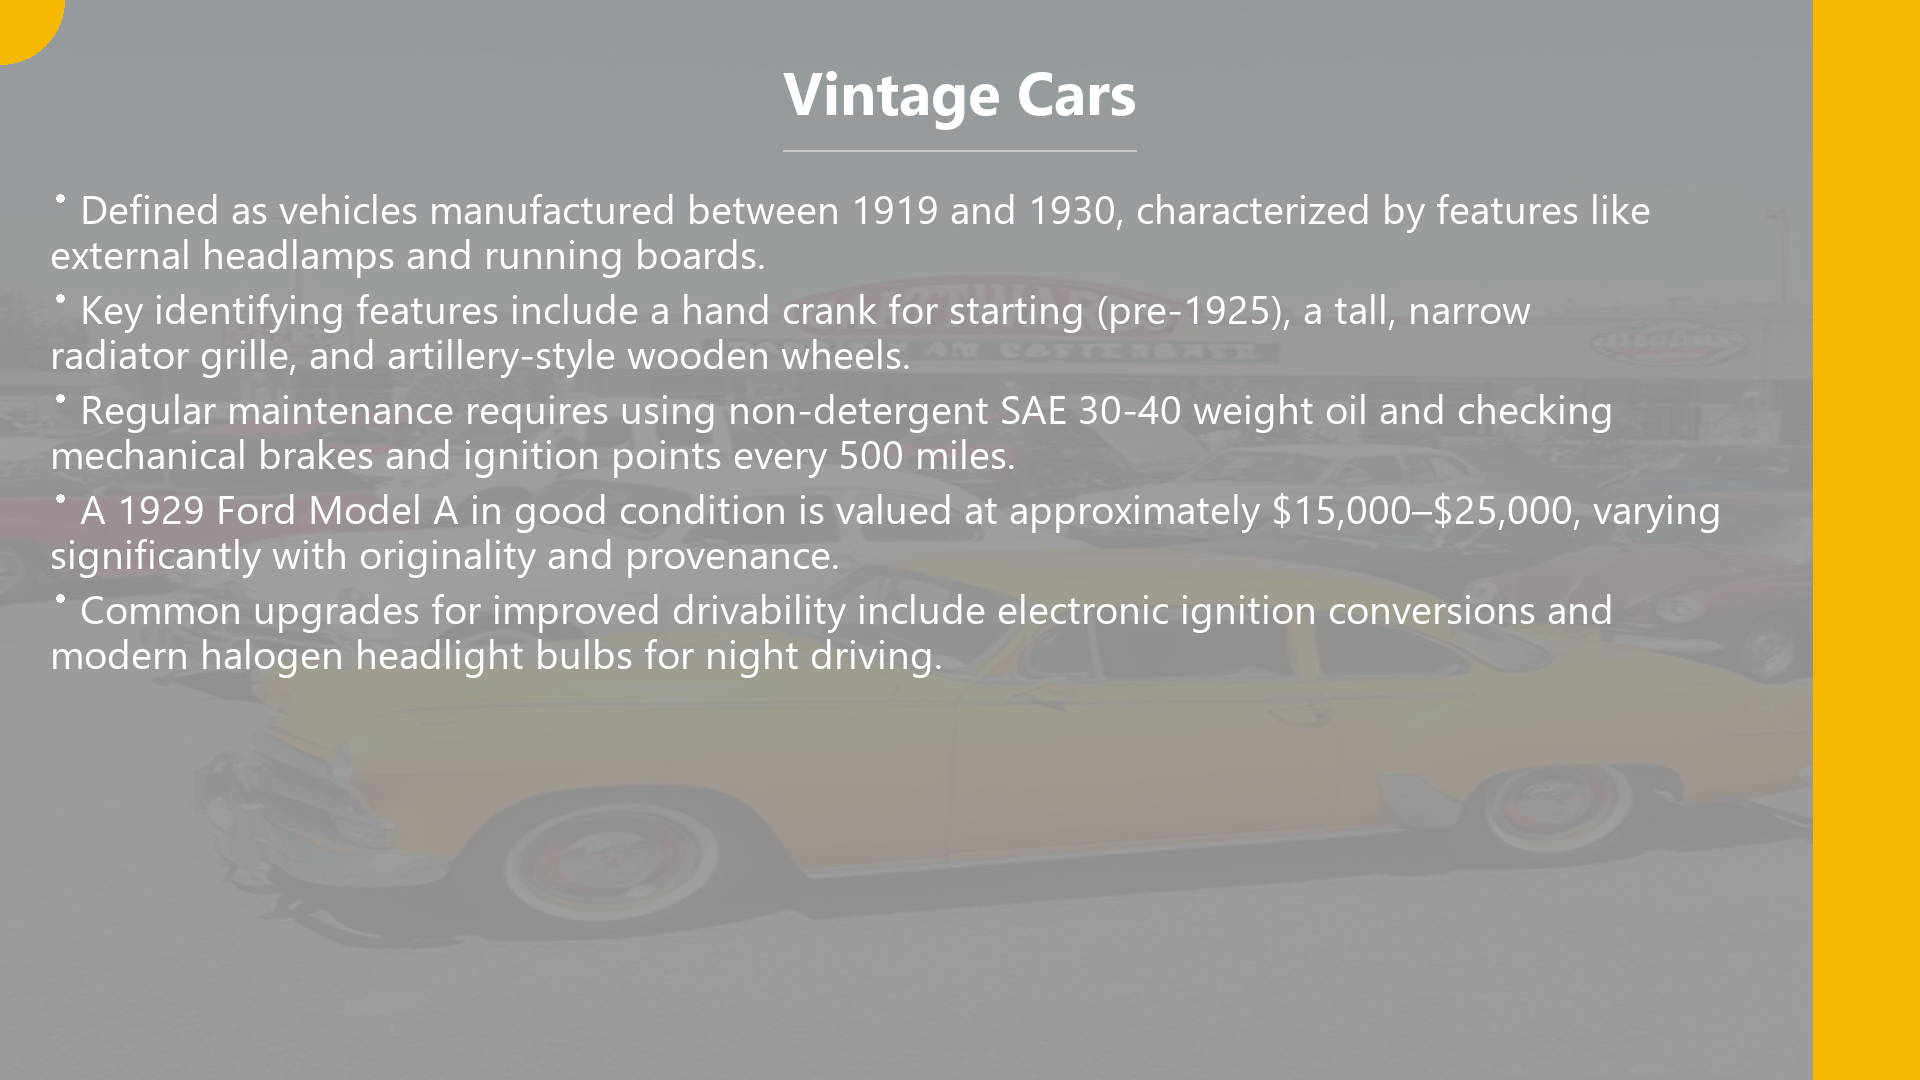 Vintage Cars
• Defined as vehicles manufactured between 1919 and 1930, characterized by features like
external headlamps and running boards.
• Key identifying features include a hand crank for starting (pre-1925), a tall, narrow
radiator grille, and artillery-style wooden wheels.
• Regular maintenance requires using non-detergent SAE 30-40 weight oil and checking
mechanical brakes and ignition points every 500 miles.
• A 1929 Ford Model A in good condition is valued at approximately $15,000–$25,000, varying
significantly with originality and provenance.
• Common upgrades for improved drivability include electronic ignition conversions and
modern halogen headlight bulbs for night driving.